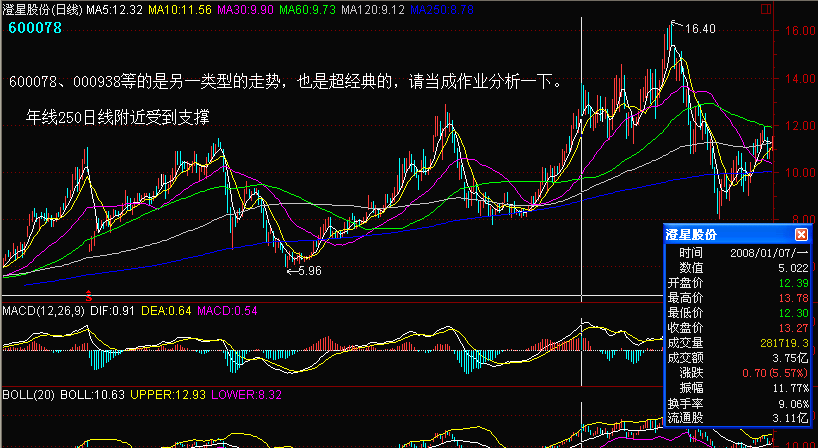 澄星股份(日线) MA5:12.32 MA10:11.56 MA30:9.90 MA60:9.73 MA120:9.12 MA250:8.78
600078
16.40
16.00
600078、000938等的是另一类型的走势，也是超经典的，请当成作业分析一下。
14.00
年线250日线附近受到支撑
12.00
10.00
8.00
5.96
$
澄星股份
时间 2008/01/07/一
数值 5.022
开盘价 12.39
最高价 13.78
最低价 12.30
收盘价 13.27
成交量 281719.3
成交额 3.75亿
涨跌 0.70(5.57%)
振幅 11.77%
换手率 9.06%
流通股 3.11亿
MACD(12,26,9) DIF:0.91 DEA:0.64 MACD:0.54
BOLL(20) BOLL:10.63 UPPER:12.93 LOWER:8.32